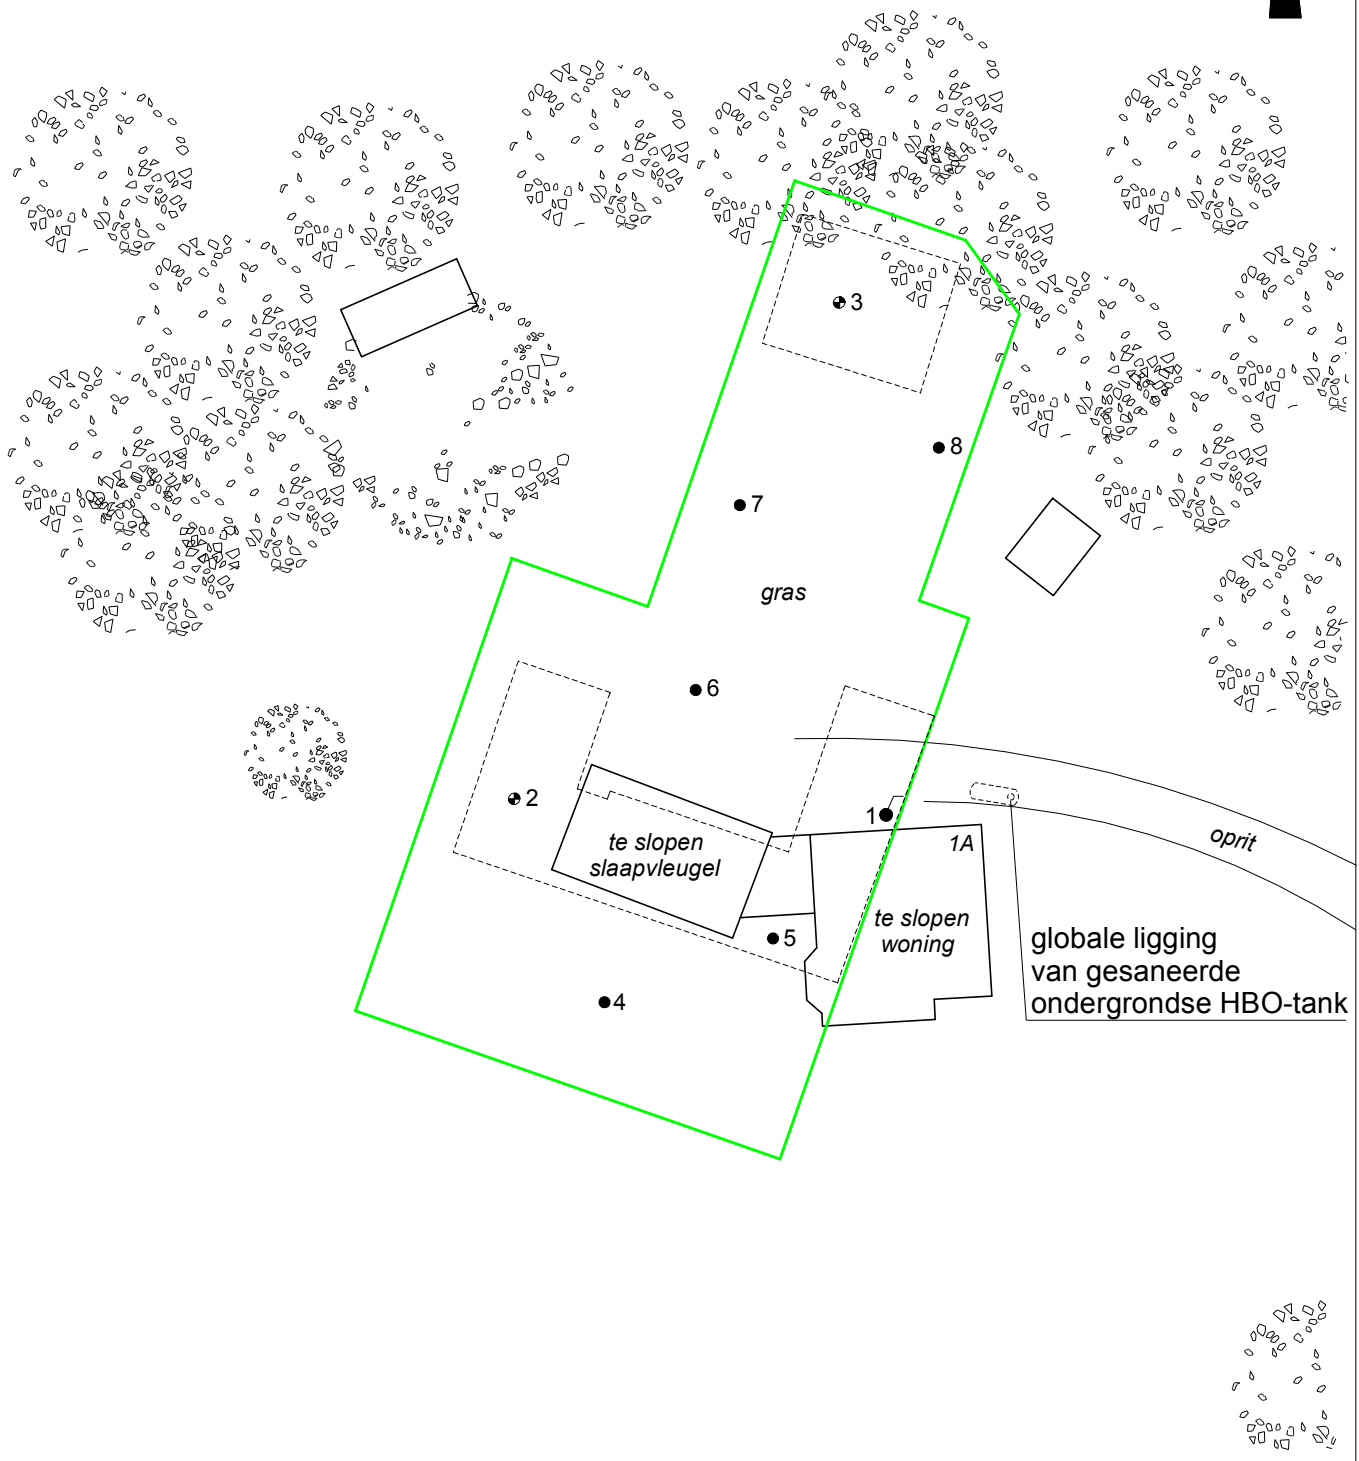 3
8
7
gras
6
2
1
te slopen
slaapvleugel
1A
oprit
te slopen
woning
5
globale ligging
van gesaneerde
ondergrondse HBO-tank
4